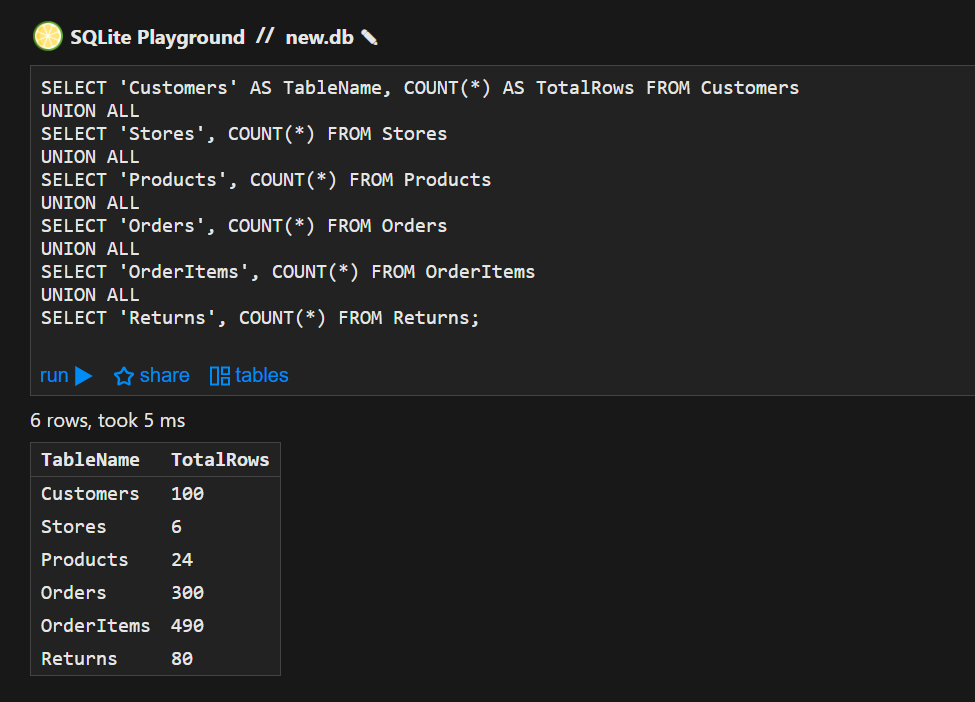 SQLite Playground // new.db
SELECT 'Customers' AS TableName, COUNT(*) AS TotalRows FROM Customers
UNION ALL
SELECT 'Stores', COUNT(*) FROM Stores
UNION ALL
SELECT 'Products', COUNT(*) FROM Products
UNION ALL
SELECT 'Orders', COUNT(*) FROM Orders
UNION ALL
SELECT 'OrderItems', COUNT(*) FROM OrderItems
UNION ALL
SELECT 'Returns', COUNT(*) FROM Returns;
run share tables
6 rows, took 5 ms
TableName TotalRows
Customers 100
Stores 6
Products 24
Orders 300
OrderItems 490
Returns 80